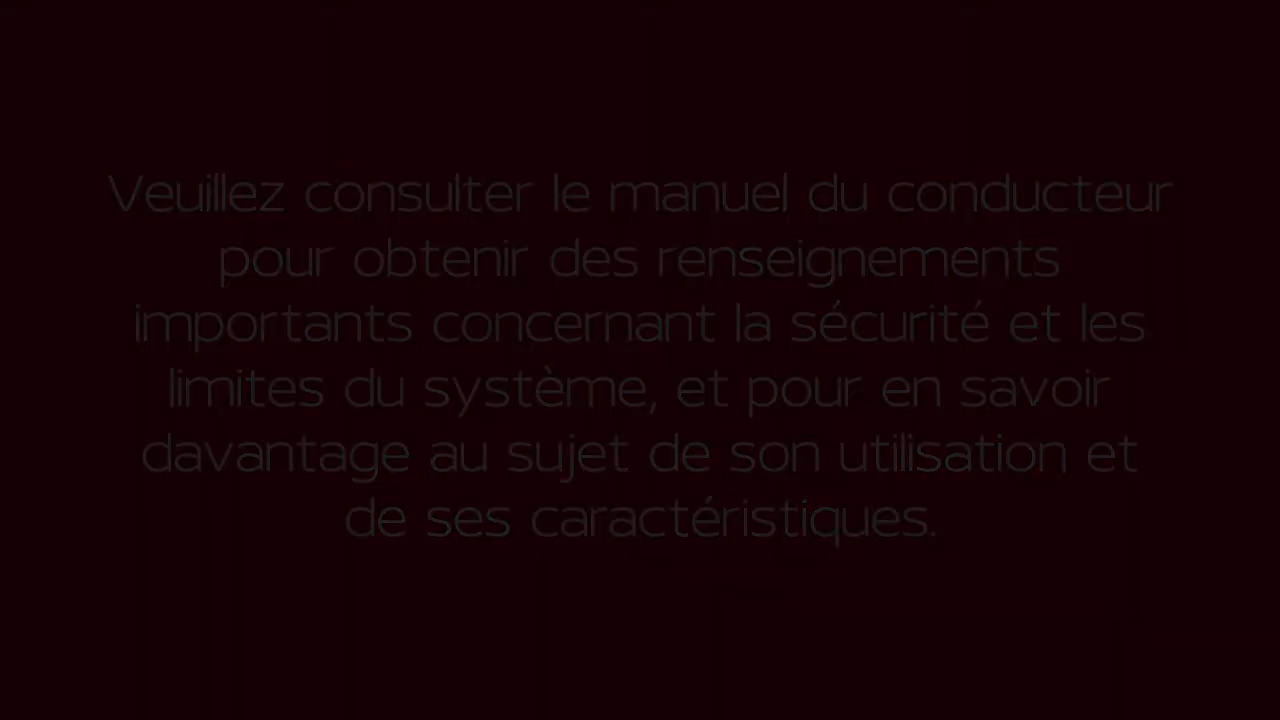 Veuillez consulter le manuel du conducteur
pour obtenir des renseignements
importants concernant la sécurité et les
limites du système, et pour en savoir
davantage au sujet de son utilisation et
de ses caractéristiques.